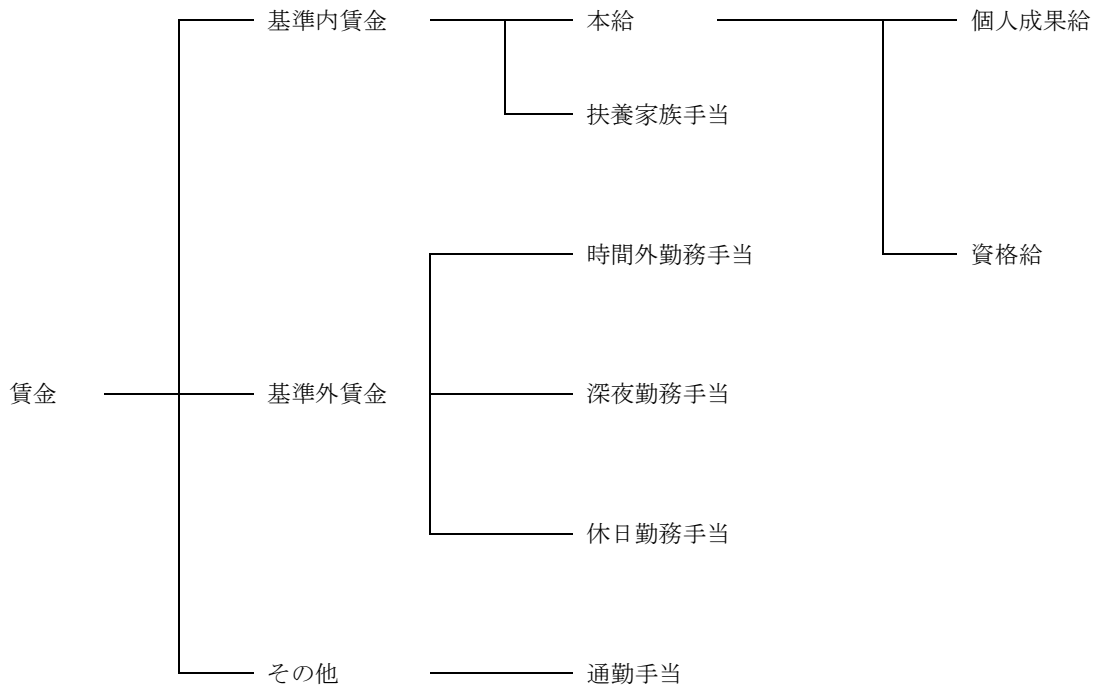 基準内賃金 本給 個人成果給
扶養家族手当
時間外勤務手当 資格給
賃金 基準外賃金 深夜勤務手当
休日勤務手当
その他 通勤手当